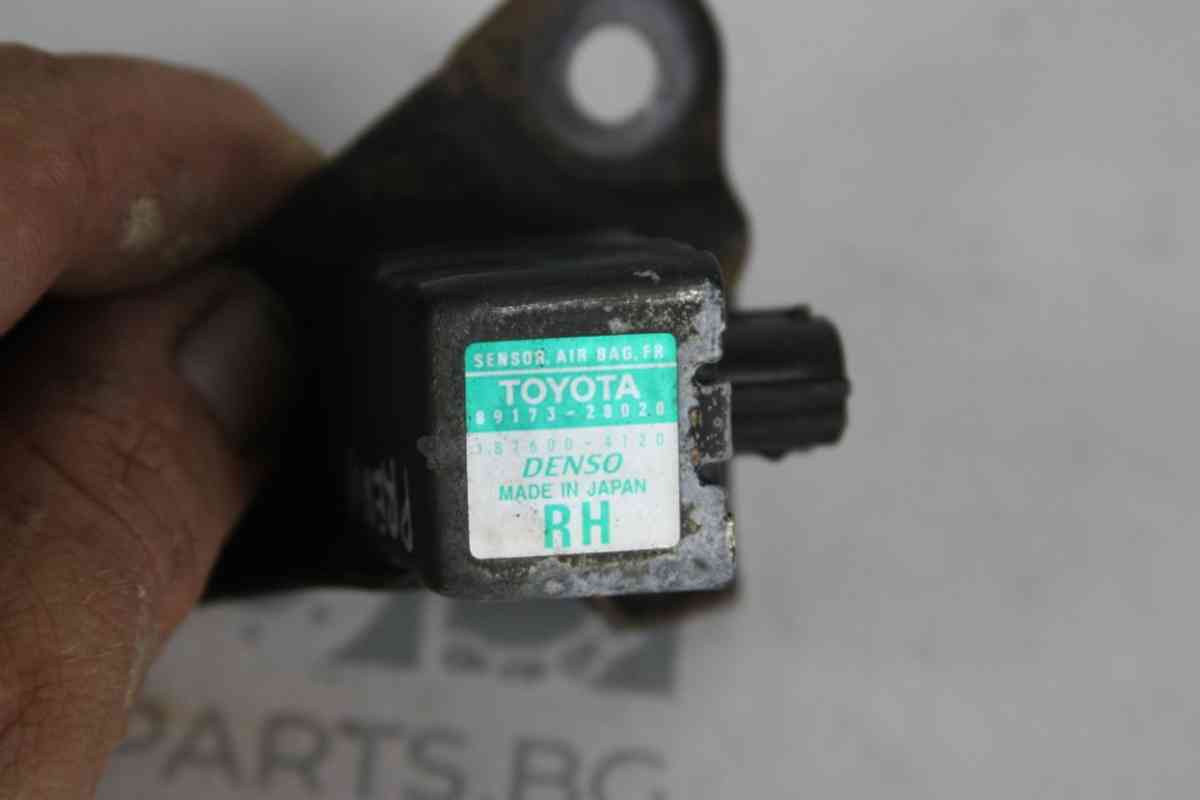 SENSOR, AIR BAG, FR
TOYOTA
89173-28020
DENSO
MADE IN JAPAN
RH
PARTS.BG